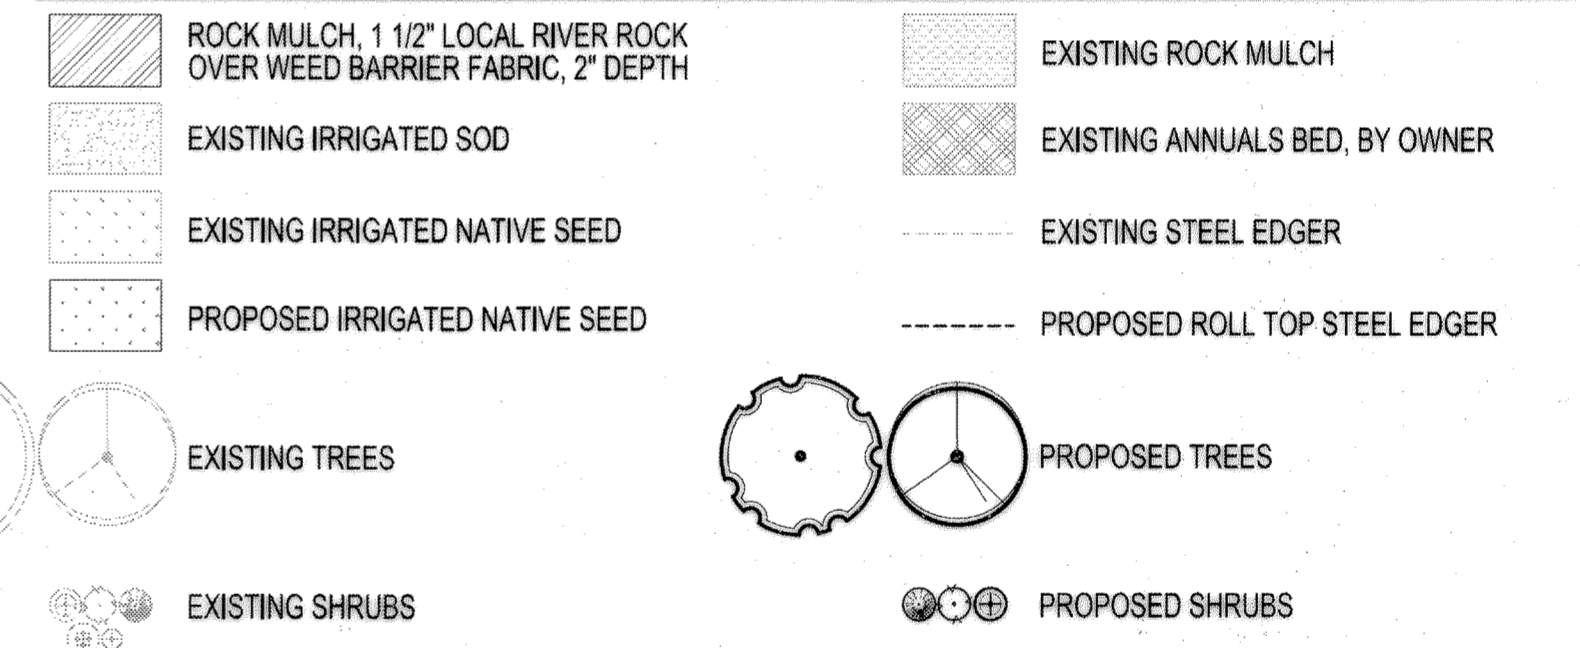 ROCK MULCH, 1 1/2" LOCAL RIVER ROCK
OVER WEED BARRIER FABRIC, 2" DEPTH
EXISTING IRRIGATED SOD
EXISTING IRRIGATED NATIVE SEED
PROPOSED IRRIGATED NATIVE SEED
EXISTING TREES
EXISTING SHRUBS
EXISTING ROCK MULCH
EXISTING ANNUALS BED, BY OWNER
EXISTING STEEL EDGER
PROPOSED ROLL TOP STEEL EDGER
PROPOSED TREES
PROPOSED SHRUBS